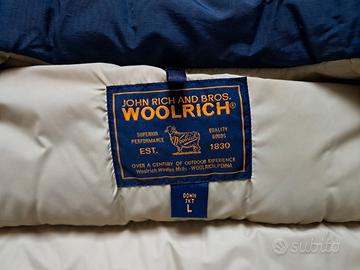 JOHN RICH AND BROS.
WOOLRICH®
SUPERIOR PERFORMANCE
QUALITY GOODS
Woolrich
EST. 1830
OVER A CENTURY OF OUTDOOR EXPERIENCE
Woolrich Woolen Mills - WOOLRICH, PENNA
DOWN
JKT
L
subito